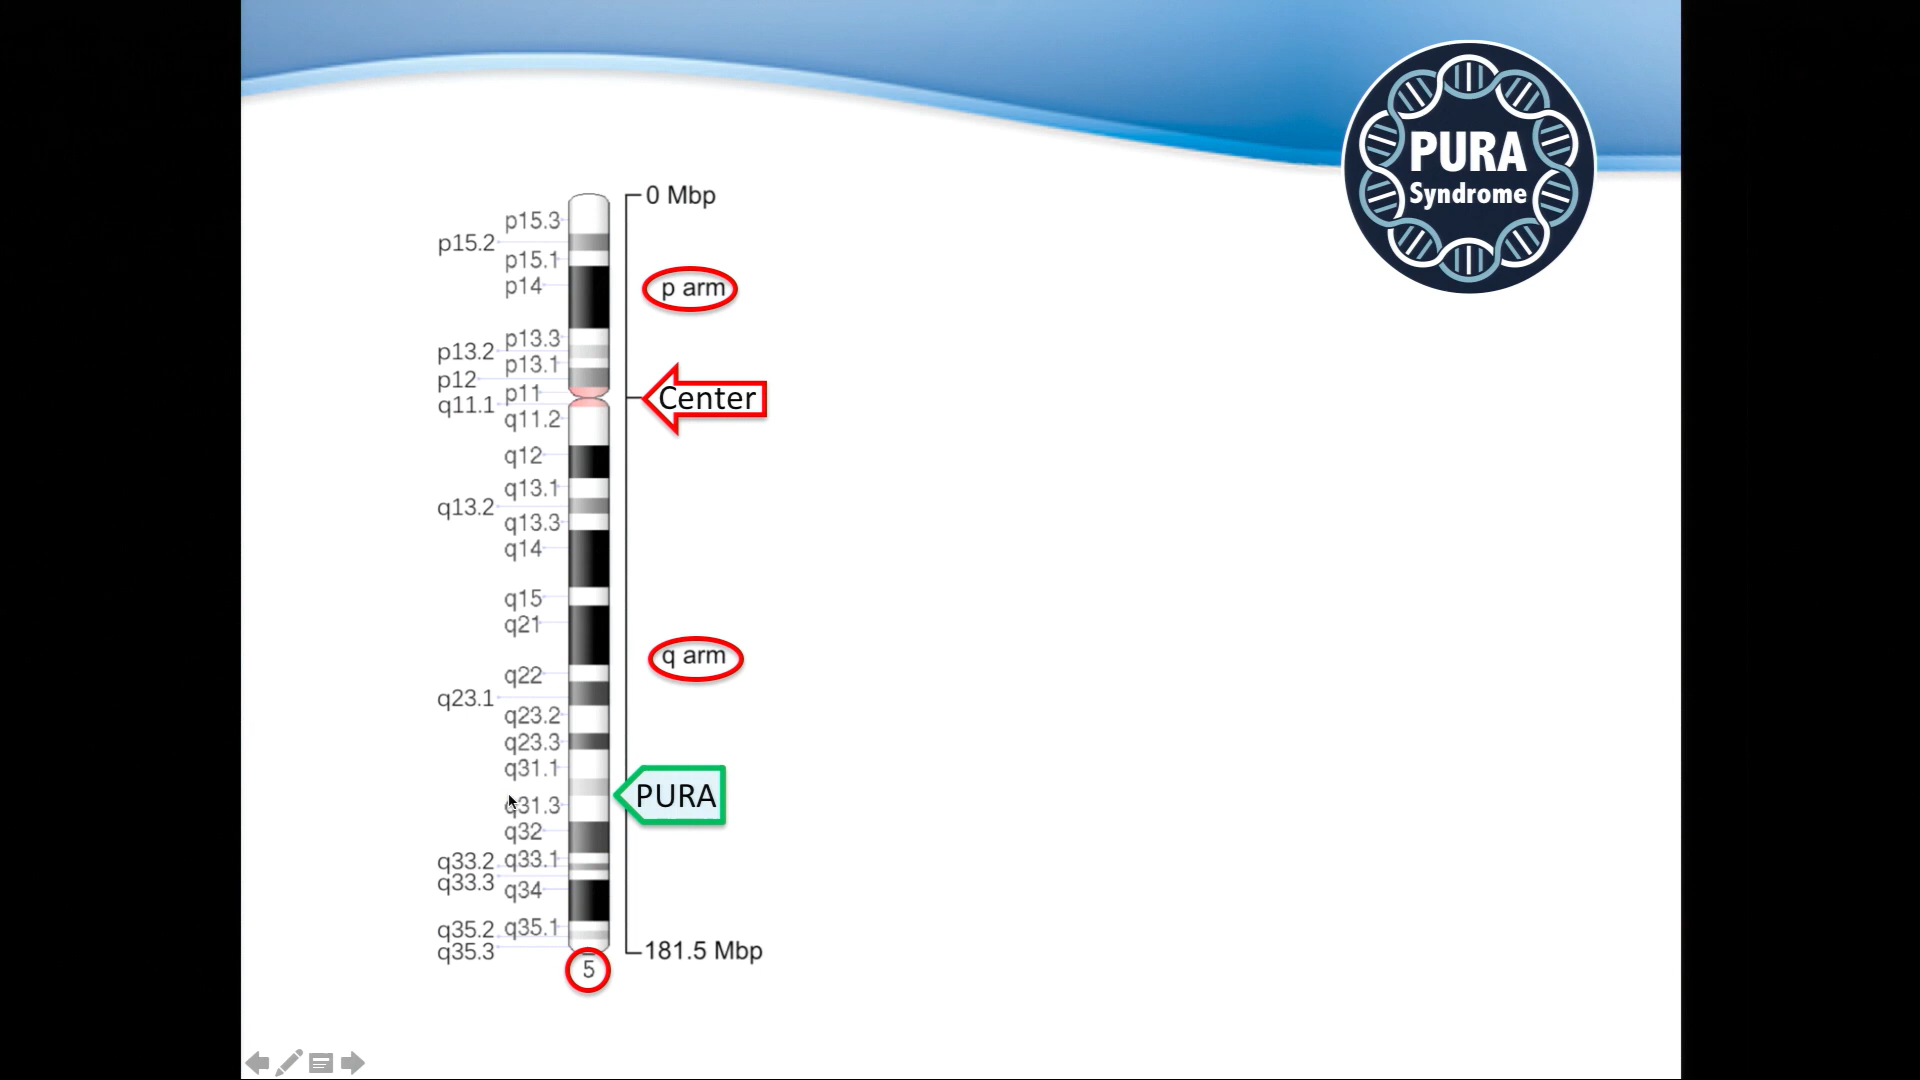 PURA
Syndrome
0 Mbp
p15.3
p15.2
p15.1
p14
p arm
p13.3
p13.2
p13.1
p12
p11
Center
q11.1
q11.2
q12
q13.1
q13.2
q13.3
q14
q15
q21
q arm
q22
q23.1
q23.2
q23.3
q31.1
PURA
q31.3
q32
q33.2 q33.1
q33.3
q34
q35.2 q35.1
q35.3
181.5 Mbp
5